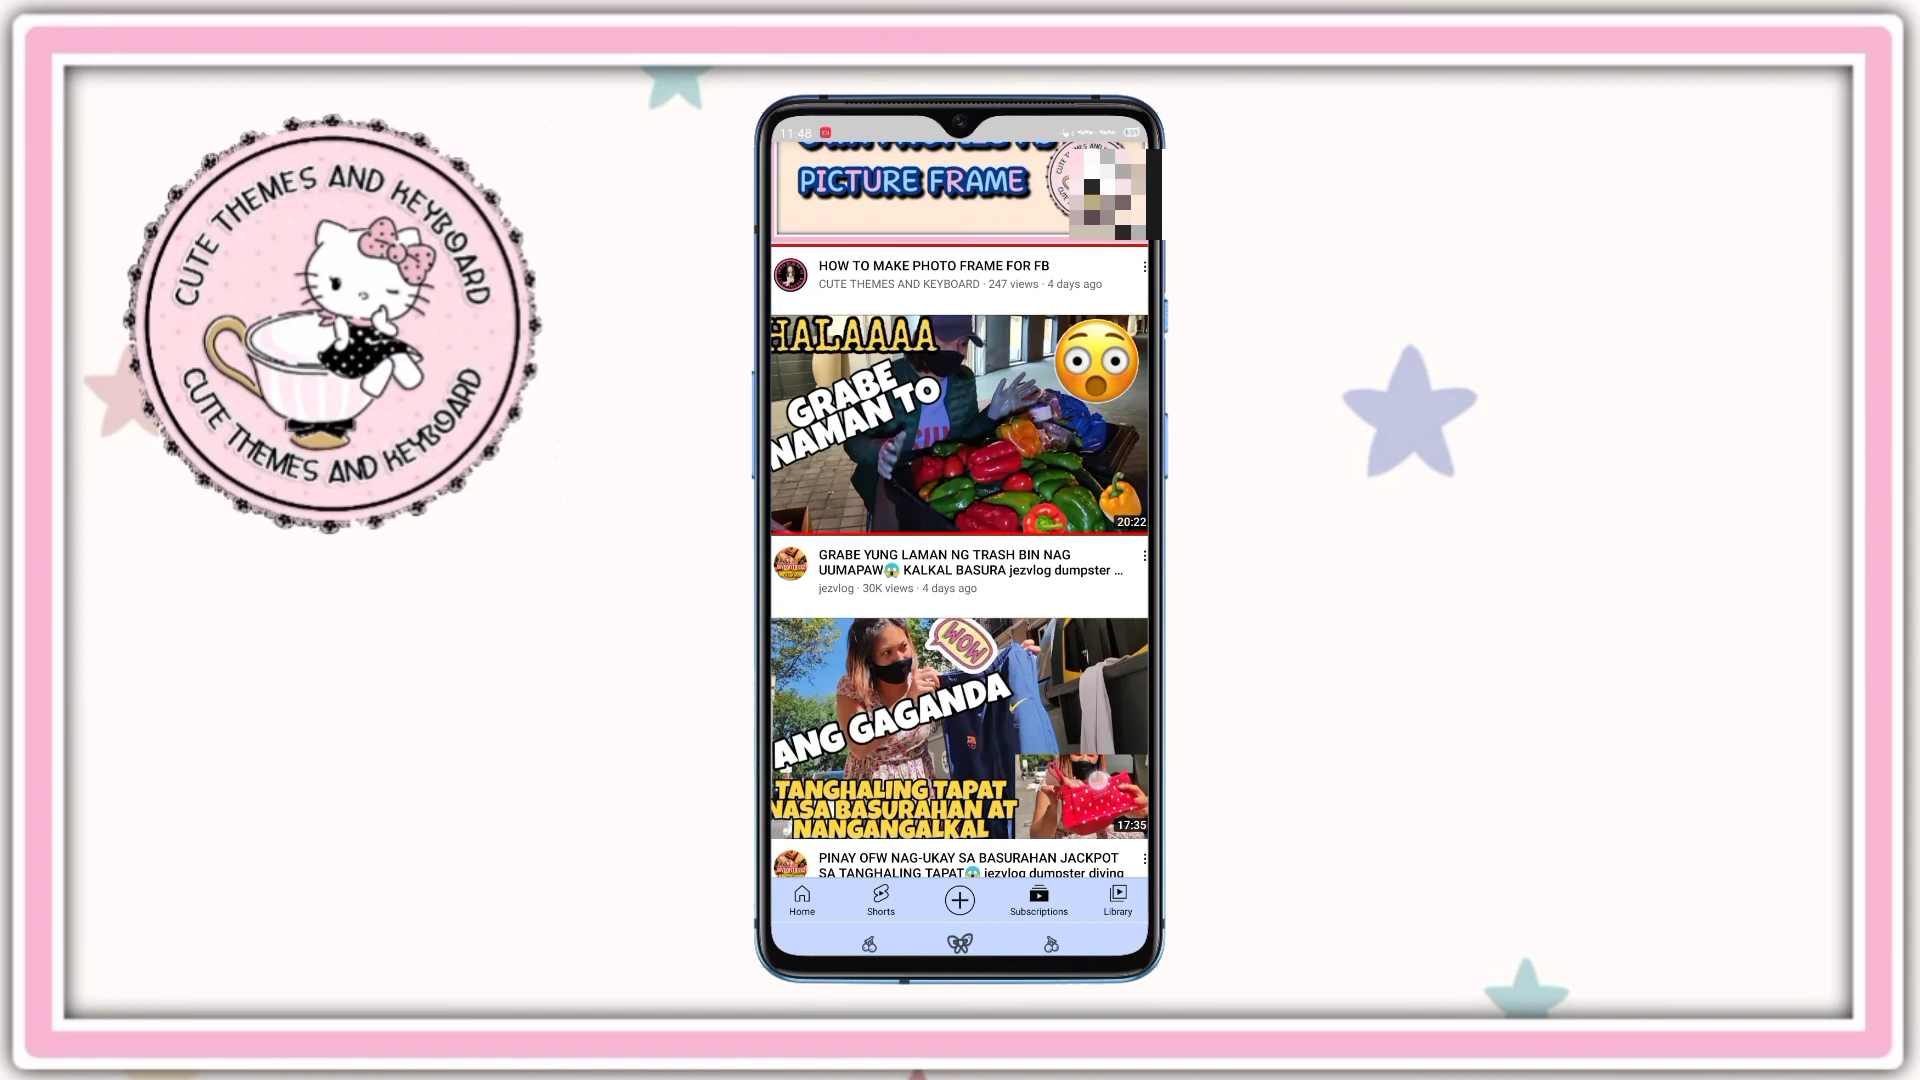 CUTE THEMES AND KEYBOARD
CUTE THEMES AND KEYBOARD
11:48
PICTURE FRAME
HOW TO MAKE PHOTO FRAME FOR FB
CUTE THEMES AND KEYBOARD · 247 views · 4 days ago
HALAAAA
GRABE
NAMAN TO
20:22
GRABE YUNG LAMAN NG TRASH BIN NAG
UUMAPAW😱 KALKAL BASURA jezvlog dumpster ...
jezvlog · 30K views · 4 days ago
WOW
ANG GAGANDA
TANGHALING TAPAT
NASA BASURAHAN AT
NANGANGALKAL
17:35
PINAY OFW NAG-UKAY SA BASURAHAN JACKPOT
SA TANGHALING TAPAT😱 jezvlog dumpster diving
Home
Shorts
Subscriptions
Library